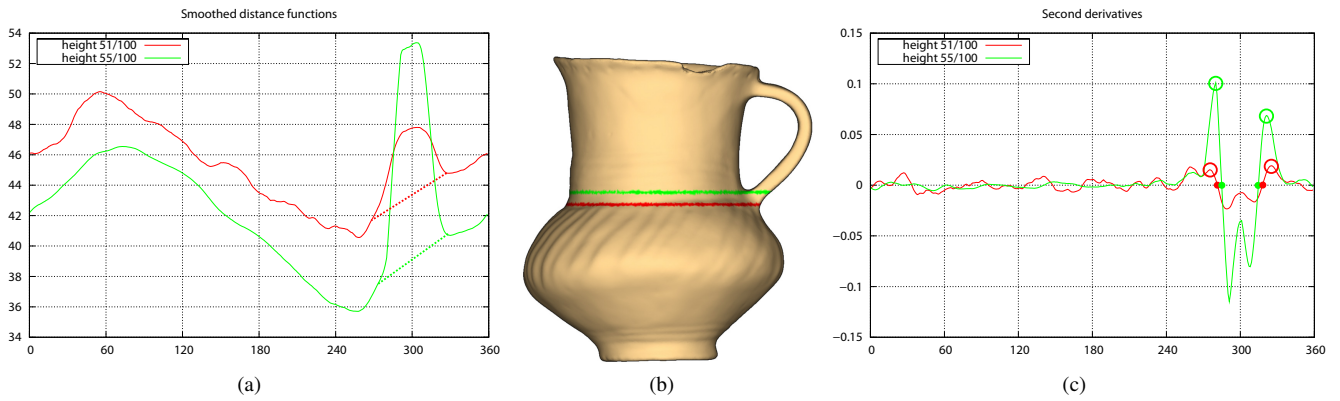 Smoothed distance functions
54
52
50
48
46
44
42
40
38
36
34
height 51/100
height 55/100
0 60 120 180 240 300 360
(a)
(b)
Second derivatives
0.15
0.1
0.05
0
−0.05
−0.1
−0.15
height 51/100
height 55/100
0 60 120 180 240 300 360
(c)